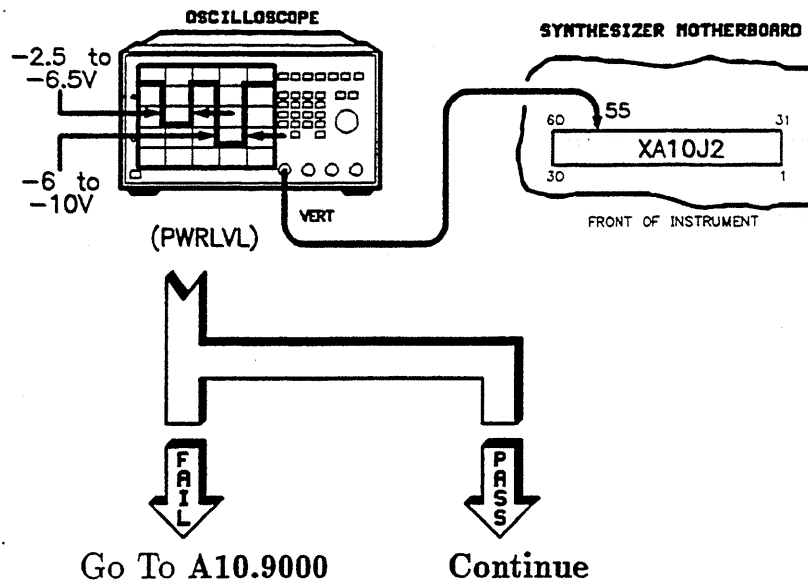 OSCILLOSCOPE
SYNTHESIZER MOTHERBOARD
-2.5 to
-6.5V
-6 to
-10V
VERT
(PWRLVL)
55
60
31
XA10J2
30
1
FRONT OF INSTRUMENT
FAIL
PASS
Go To A10.9000
Continue